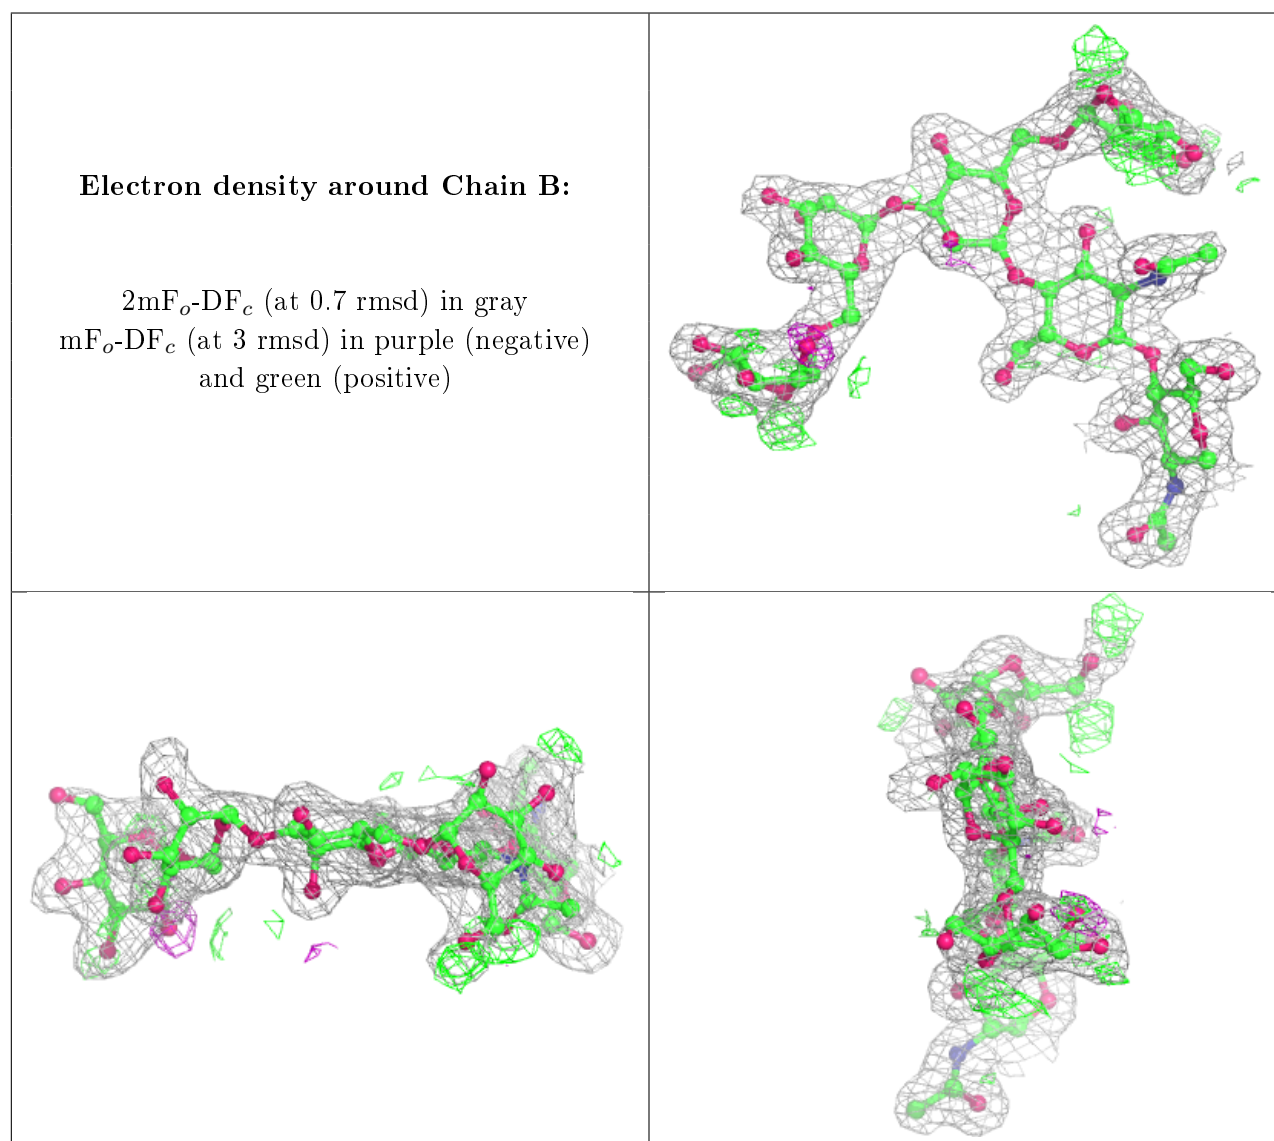 Electron density around Chain B:
2mFₒ-DF𝒸 (at 0.7 rmsd) in gray
mFₒ-DF𝒸 (at 3 rmsd) in purple (negative)
and green (positive)